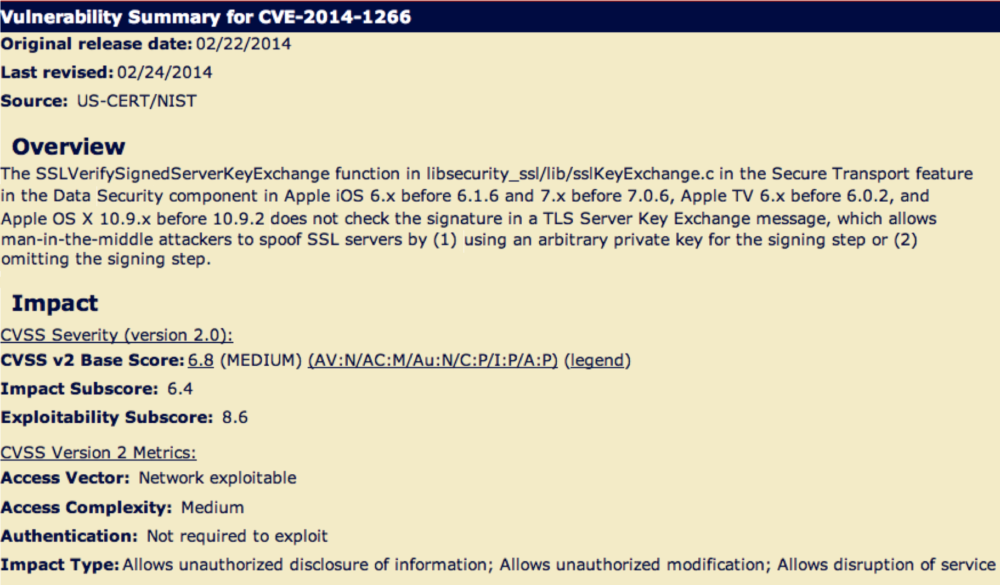 Vulnerability Summary for CVE-2014-1266
Original release date: 02/22/2014
Last revised: 02/24/2014
Source: US-CERT/NIST
Overview
The SSLVerifySignedServerKeyExchange function in libsecurity_ssl/lib/sslKeyExchange.c in the Secure Transport feature
in the Data Security component in Apple iOS 6.x before 6.1.6 and 7.x before 7.0.6, Apple TV 6.x before 6.0.2, and
Apple OS X 10.9.x before 10.9.2 does not check the signature in a TLS Server Key Exchange message, which allows
man-in-the-middle attackers to spoof SSL servers by (1) using an arbitrary private key for the signing step or (2)
omitting the signing step.
Impact
CVSS Severity (version 2.0):
CVSS v2 Base Score: 6.8 (MEDIUM) (AV:N/AC:M/Au:N/C:P/I:P/A:P) (legend)
Impact Subscore: 6.4
Exploitability Subscore: 8.6
CVSS Version 2 Metrics:
Access Vector: Network exploitable
Access Complexity: Medium
Authentication: Not required to exploit
Impact Type: Allows unauthorized disclosure of information; Allows unauthorized modification; Allows disruption of service